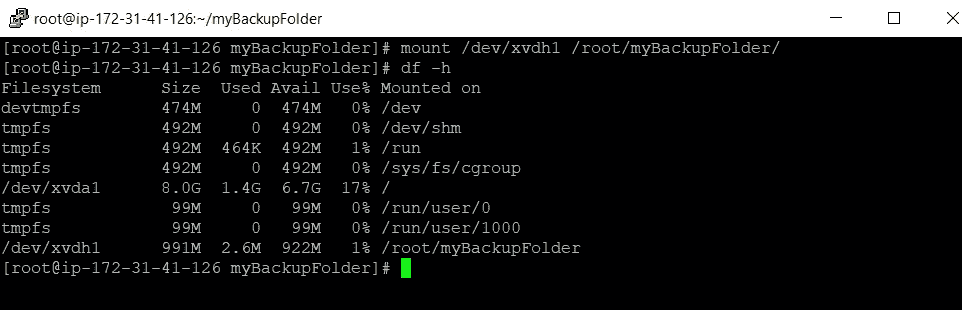 root@ip-172-31-41-126:~/myBackupFolder
[root@ip-172-31-41-126 myBackupFolder]# mount /dev/xvdh1 /root/myBackupFolder/
[root@ip-172-31-41-126 myBackupFolder]# df -h
Filesystem      Size  Used Avail Use% Mounted on
devtmpfs        474M     0  474M   0% /dev
tmpfs           492M     0  492M   0% /dev/shm
tmpfs           492M  464K  492M   1% /run
tmpfs           492M     0  492M   0% /sys/fs/cgroup
/dev/xvda1      8.0G  1.4G  6.7G  17% /
tmpfs            99M     0   99M   0% /run/user/0
tmpfs            99M     0   99M   0% /run/user/1000
/dev/xvdh1      991M  2.6M  922M   1% /root/myBackupFolder
[root@ip-172-31-41-126 myBackupFolder]#